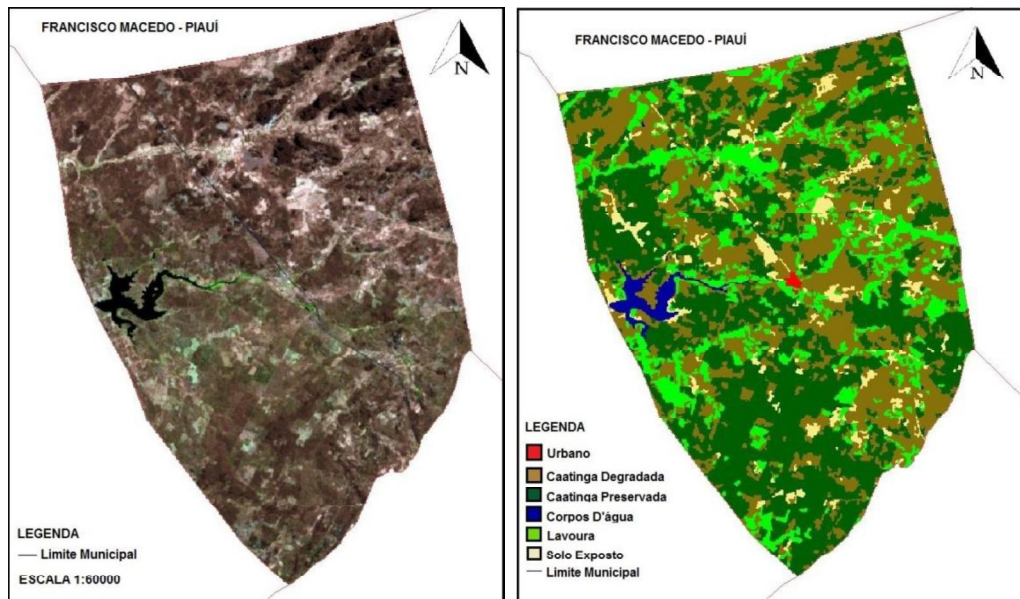 FRANCISCO MACEDO - PIAUÍ
N
LEGENDA
Limite Municipal
ESCALA 1:60000
FRANCISCO MACEDO - PIAUÍ
N
LEGENDA
Urbano
Caatinga Degradada
Caatinga Preservada
Corpos D'água
Lavoura
Solo Exposto
Limite Municipal